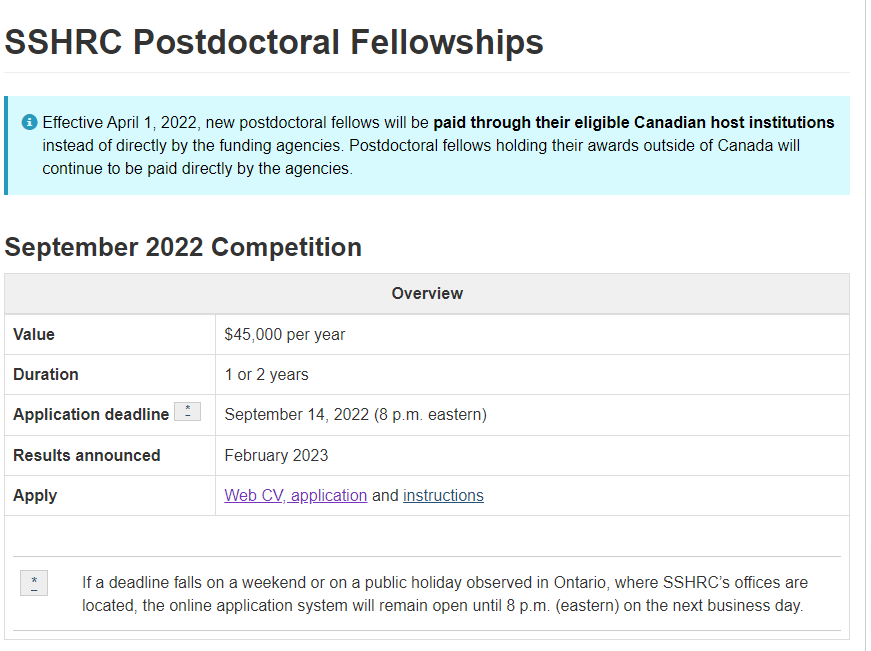 SSHRC Postdoctoral Fellowships
Effective April 1, 2022, new postdoctoral fellows will be paid through their eligible Canadian host institutions
instead of directly by the funding agencies. Postdoctoral fellows holding their awards outside of Canada will
continue to be paid directly by the agencies.
September 2022 Competition
Overview
Value $45,000 per year
Duration 1 or 2 years
Application deadline * September 14, 2022 (8 p.m. eastern)
Results announced February 2023
Apply Web CV, application and instructions
* If a deadline falls on a weekend or on a public holiday observed in Ontario, where SSHRC’s offices are
located, the online application system will remain open until 8 p.m. (eastern) on the next business day.